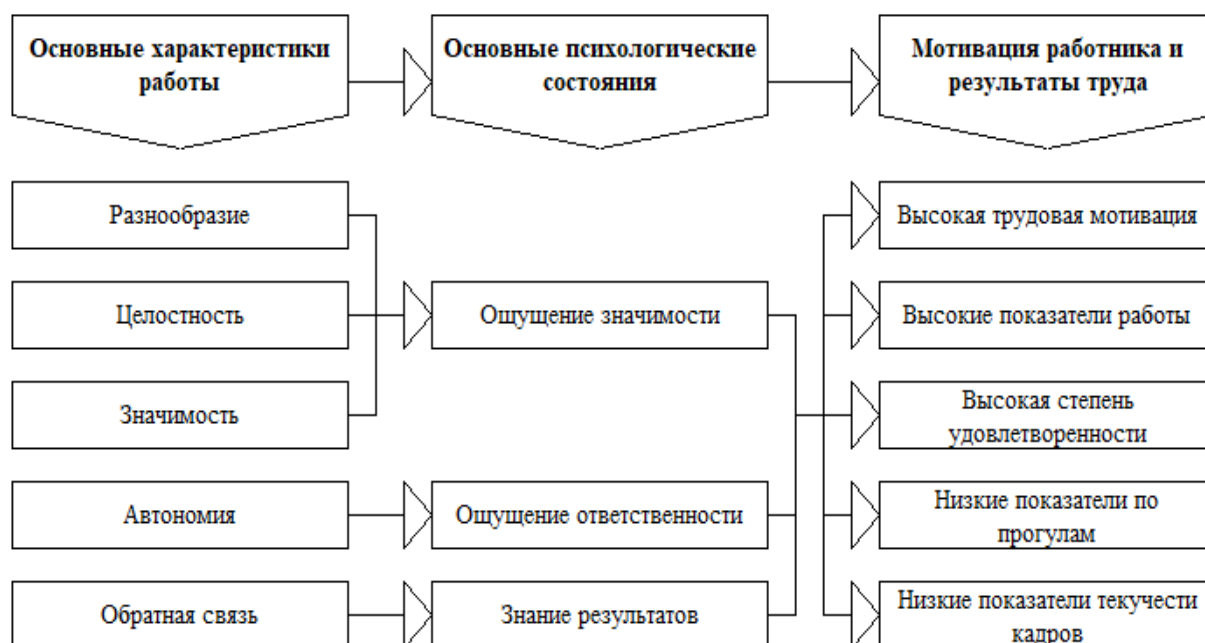 Основные характеристики
работы
Основные психологические
состояния
Мотивация работника и
результаты труда
Разнообразие
Высокая трудовая мотивация
Целостность
Ощущение значимости
Высокие показатели работы
Значимость
Высокая степень
удовлетворенности
Автономия
Ощущение ответственности
Низкие показатели по
прогулам
Обратная связь
Знание результатов
Низкие показатели текучести
кадров